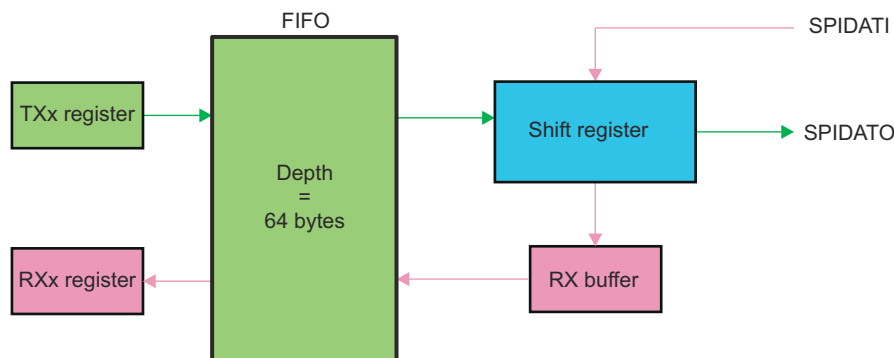 FIFO
SPIDATI
TXx register
Shift register
SPIDATO
Depth
=
64 bytes
RXx register
RX buffer